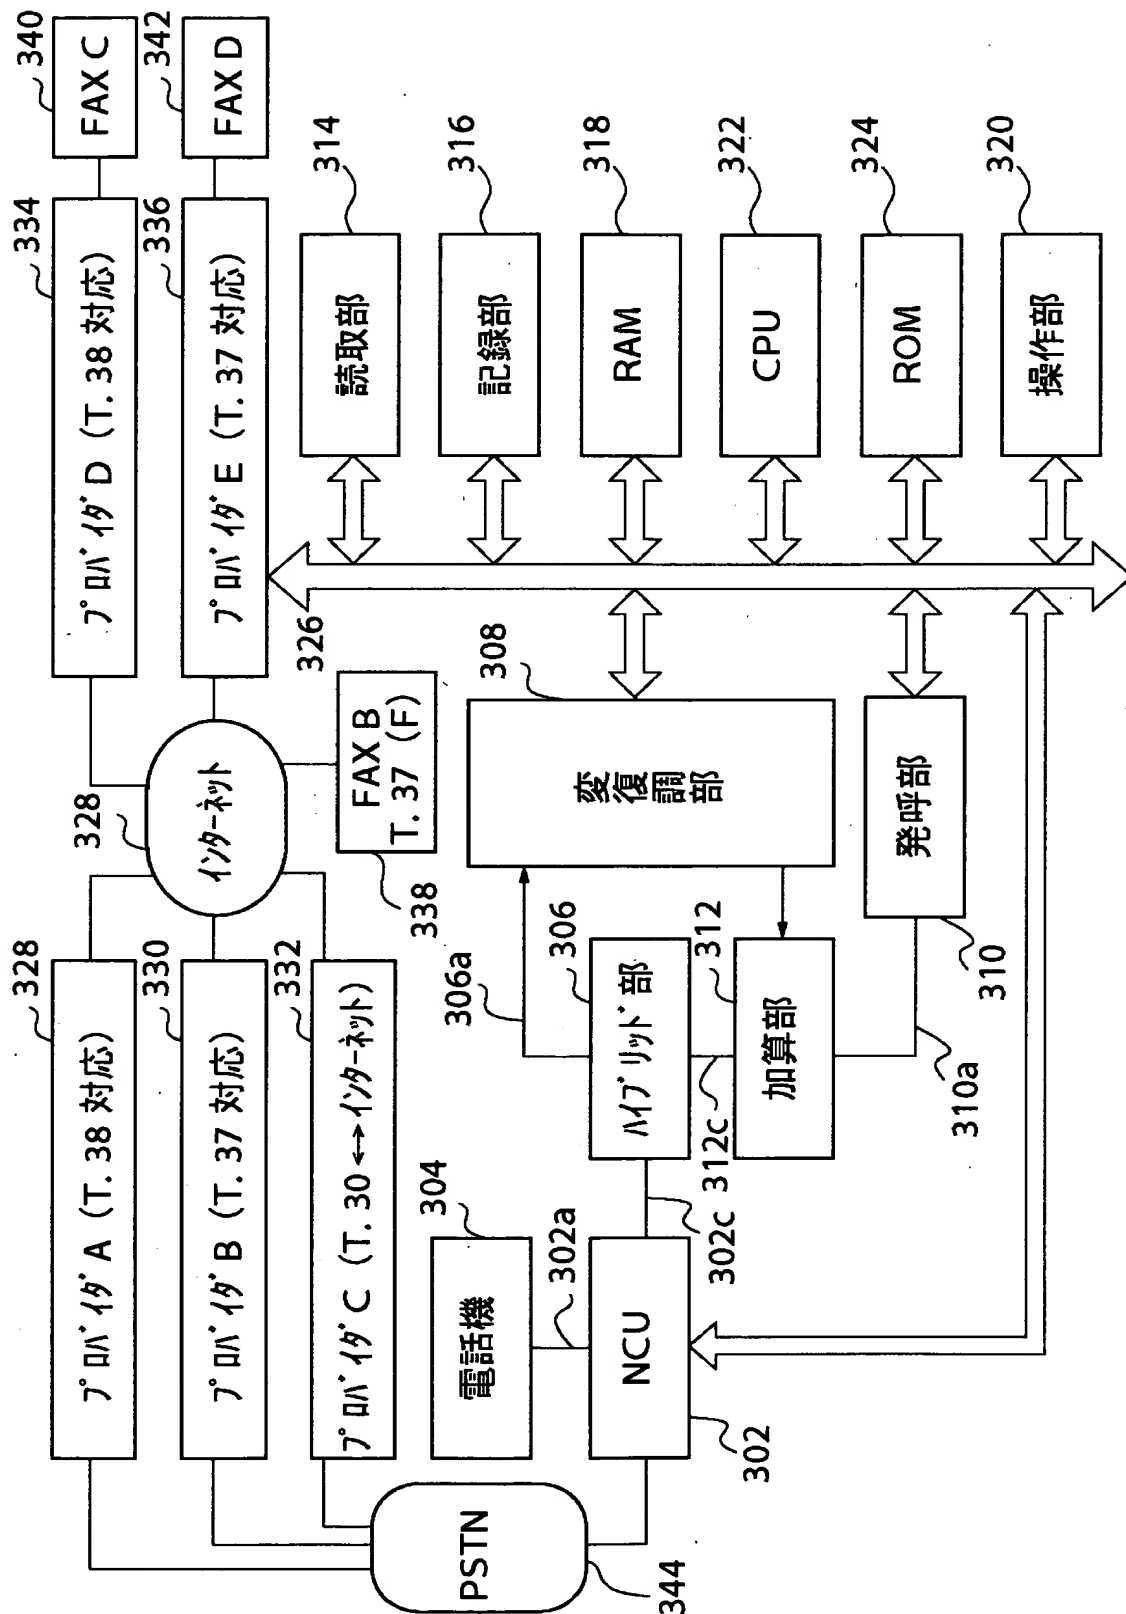 328
プロバイダ A (T. 38 対応)
330
プロバイダ B (T. 37 対応)
332
プロバイダ C (T. 30 ↔ インターネット)
328
インターネット
334
プロバイダ D (T. 38 対応)
340
FAX C
336
プロバイダ E (T. 37 対応)
342
FAX D
326
FAX B
T. 37 (F)
338
PSTN
344
304
電話機
302a
NCU
302
302c
306a
306
ハイブリッド部
312c
312
加算部
308
変復調部
発呼部
310
310a
314
読取部
316
記録部
318
RAM
322
CPU
324
ROM
320
操作部